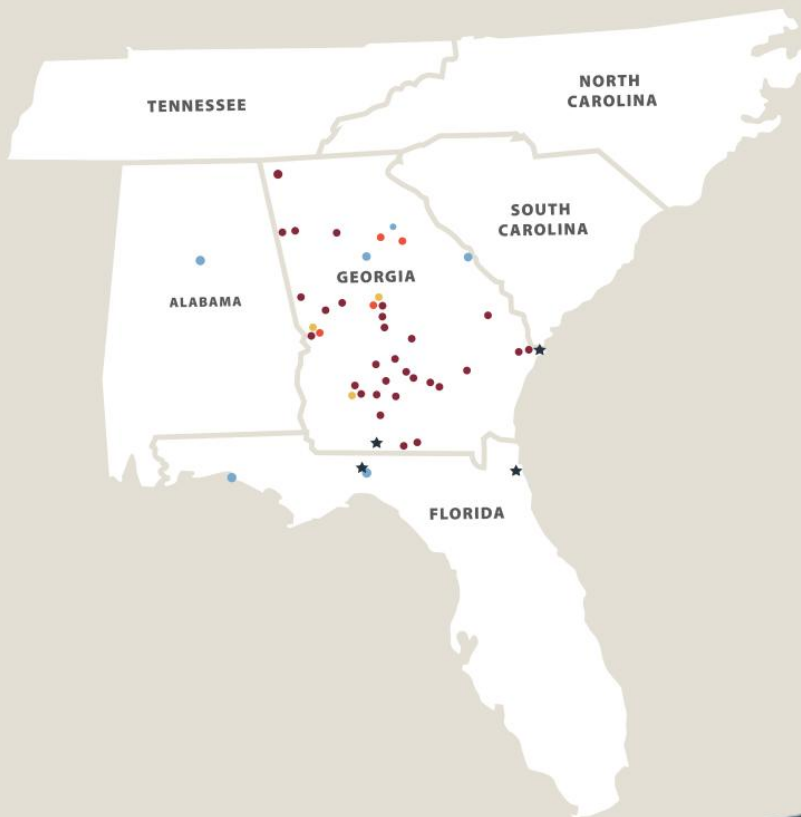 TENNESSEE
NORTH
CAROLINA
SOUTH
CAROLINA
GEORGIA
ALABAMA
FLORIDA